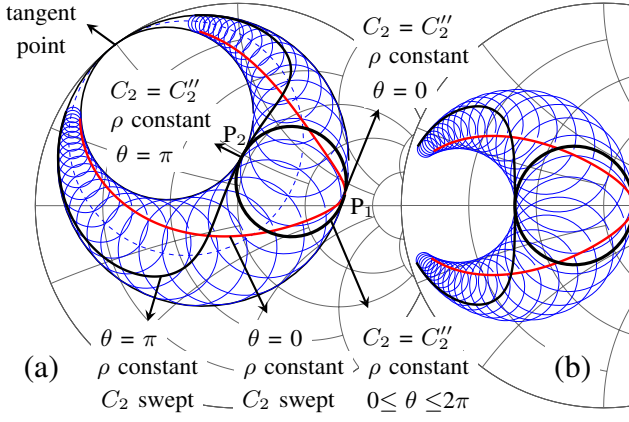 tangent
point
C₂ = C₂″
ρ constant
θ = 0
C₂ = C₂″
ρ constant
θ = π
P₂
P₁
θ = π
ρ constant
C₂ swept
θ = 0
ρ constant
C₂ swept
C₂ = C₂″
ρ constant
0≤ θ ≤2π
(a)
(b)